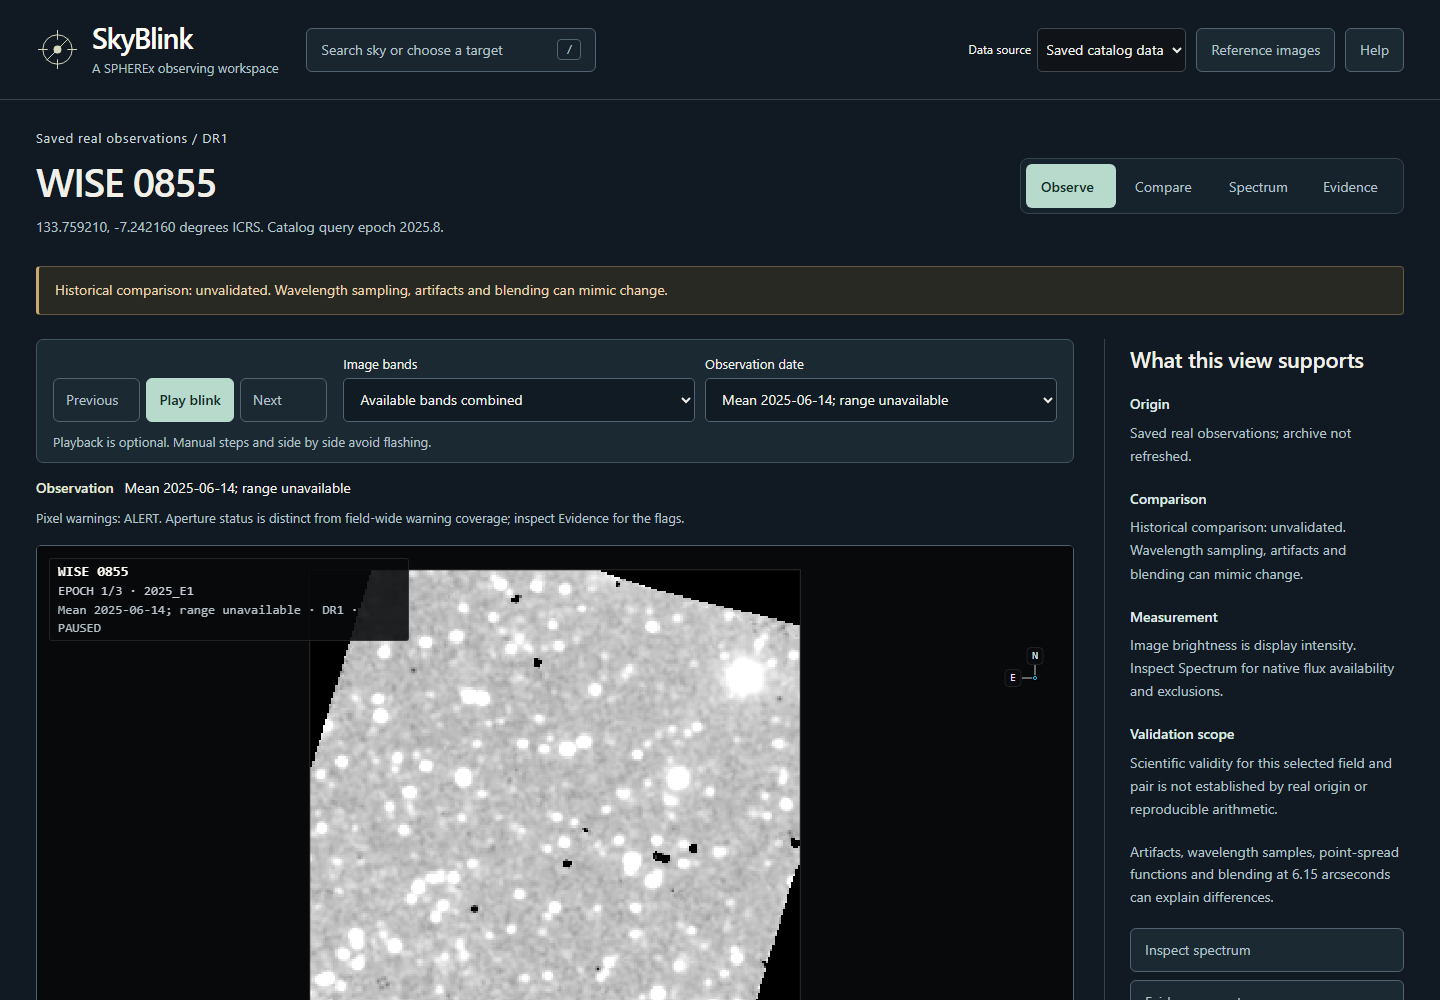 SkyBlink
A SPHEREx observing workspace
Search sky or choose a target /
Data source Saved catalog data Reference images Help
Saved real observations / DR1
WISE 0855
Observe Compare Spectrum Evidence
133.759210, -7.242160 degrees ICRS. Catalog query epoch 2025.8.
Historical comparison: unvalidated. Wavelength sampling, artifacts and blending can mimic change.
Image bands Observation date
Previous Play blink Next Available bands combined Mean 2025-06-14; range unavailable
Playback is optional. Manual steps and side by side avoid flashing.
Observation Mean 2025-06-14; range unavailable
Pixel warnings: ALERT. Aperture status is distinct from field-wide warning coverage; inspect Evidence for the flags.
WISE 0855
EPOCH 1/3 · 2025_E1
Mean 2025-06-14; range unavailable · DR1 ·
PAUSED
N
E
What this view supports
Origin
Saved real observations; archive not
refreshed.
Comparison
Historical comparison: unvalidated.
Wavelength sampling, artifacts and
blending can mimic change.
Measurement
Image brightness is display intensity.
Inspect Spectrum for native flux availability
and exclusions.
Validation scope
Scientific validity for this selected field and
pair is not established by real origin or
reproducible arithmetic.
Artifacts, wavelength samples, point-spread
functions and blending at 6.15 arcseconds
can explain differences.
Inspect spectrum